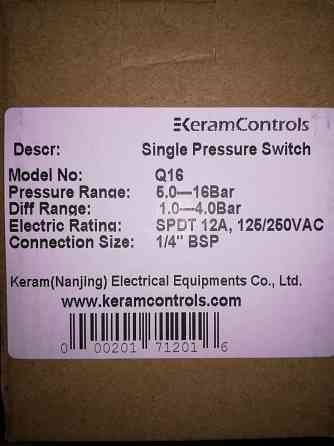 KeramControls
Descr: Single Pressure Switch
Model No: Q16
Pressure Range: 5.0—16Bar
Diff Range: 1.0—4.0Bar
Electric Rating: SPDT 12A, 125/250VAC
Connection Size: 1/4" BSP
Keram(Nanjing) Electrical Equipments Co., Ltd.
www.keramcontrols.com
0 00201 71201 6